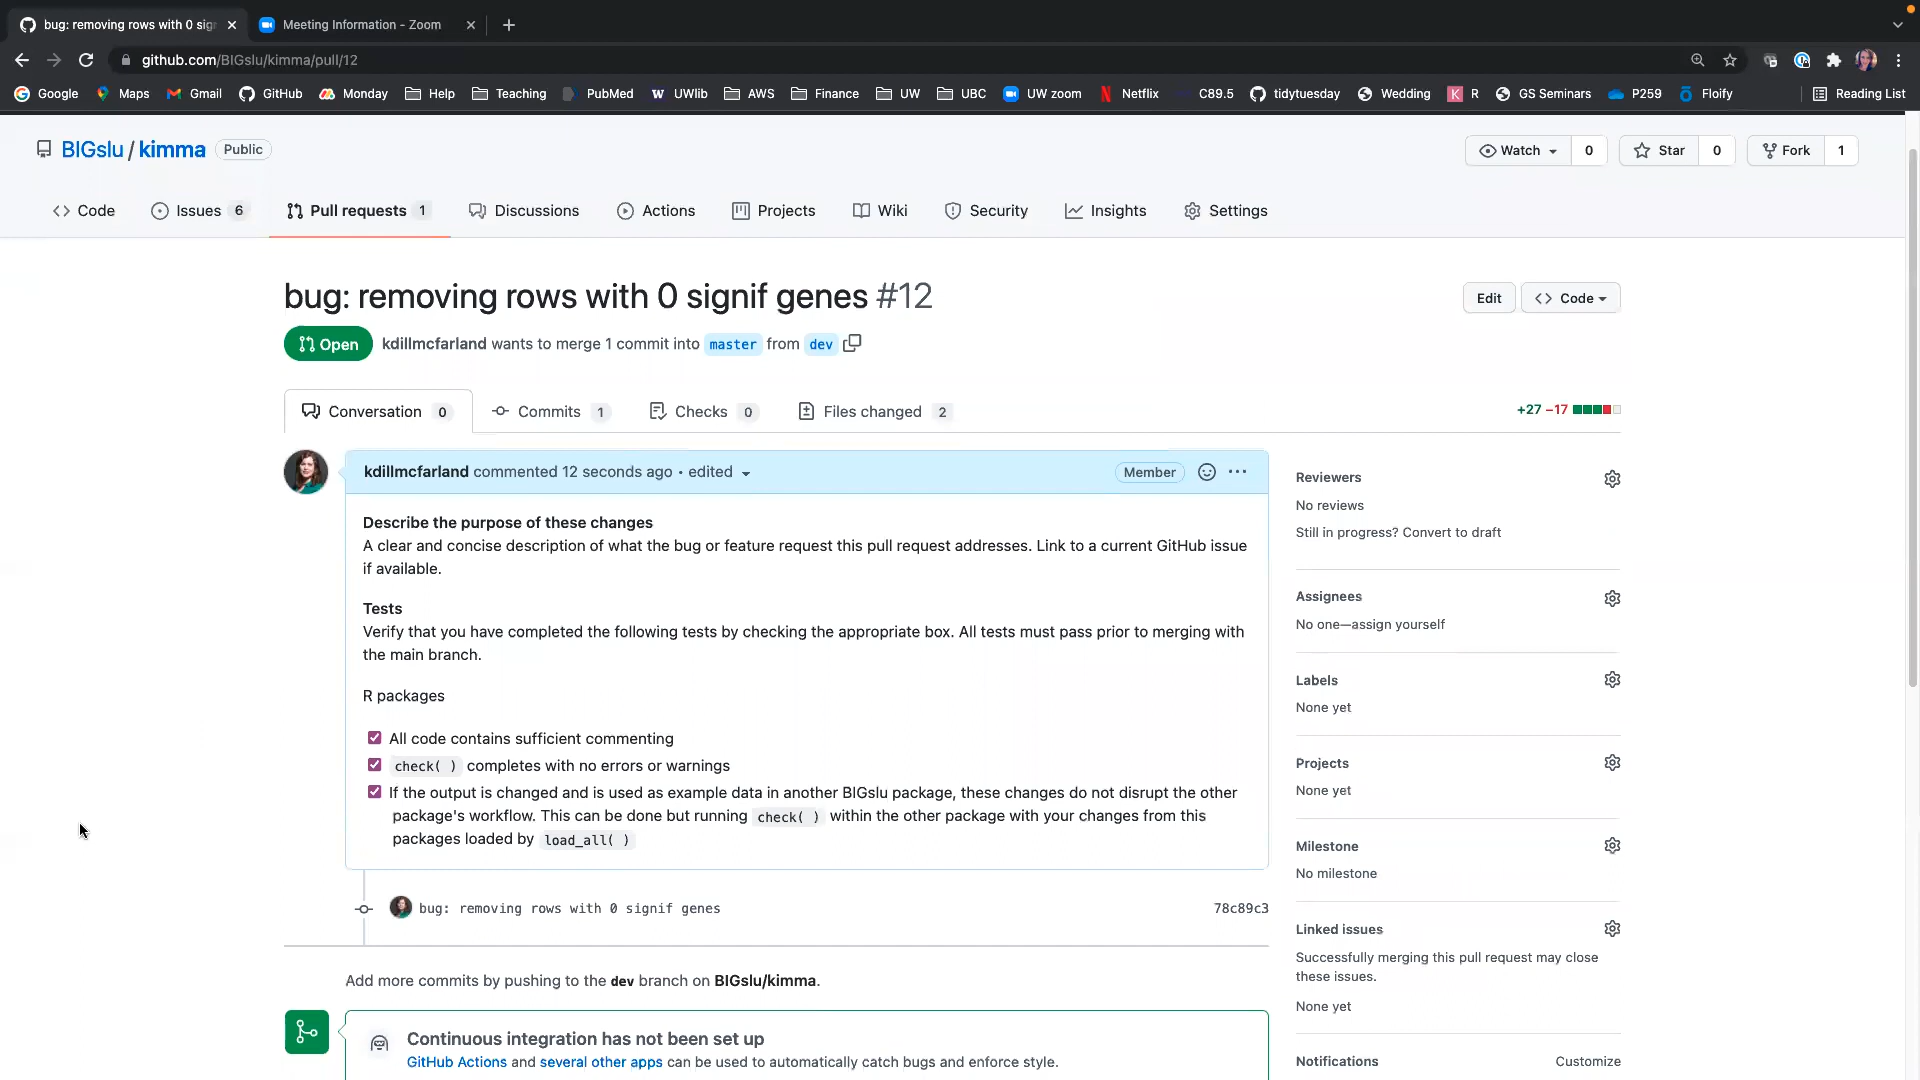 bug: removing rows with 0 sig
Meeting Information - Zoom
github.com/BIGslu/kimma/pull/12
Google Maps Gmail GitHub Monday Help Teaching PubMed UWlib AWS Finance UW UBC UW zoom Netflix C89.5 tidytuesday Wedding R GS Seminars P259 Floify Reading List
BIGslu / kimma Public
Watch 0 Star 0 Fork 1
Code Issues 6 Pull requests 1 Discussions Actions Projects Wiki Security Insights Settings
bug: removing rows with 0 signif genes #12
Edit Code
Open kdillmcfarland wants to merge 1 commit into master from dev
Conversation 0 Commits 1 Checks 0 Files changed 2
+27 −17
kdillmcfarland commented 12 seconds ago • edited
Member
Describe the purpose of these changes
A clear and concise description of what the bug or feature request this pull request addresses. Link to a current GitHub issue
if available.
Tests
Verify that you have completed the following tests by checking the appropriate box. All tests must pass prior to merging with
the main branch.
R packages
All code contains sufficient commenting
check( ) completes with no errors or warnings
If the output is changed and is used as example data in another BIGslu package, these changes do not disrupt the other
package's workflow. This can be done but running check( ) within the other package with your changes from this
packages loaded by load_all( )
bug: removing rows with 0 signif genes 78c89c3
Add more commits by pushing to the dev branch on BIGslu/kimma.
Continuous integration has not been set up
GitHub Actions and several other apps can be used to automatically catch bugs and enforce style.
Reviewers
No reviews
Still in progress? Convert to draft
Assignees
No one—assign yourself
Labels
None yet
Projects
None yet
Milestone
No milestone
Linked issues
Successfully merging this pull request may close
these issues.
None yet
Notifications Customize